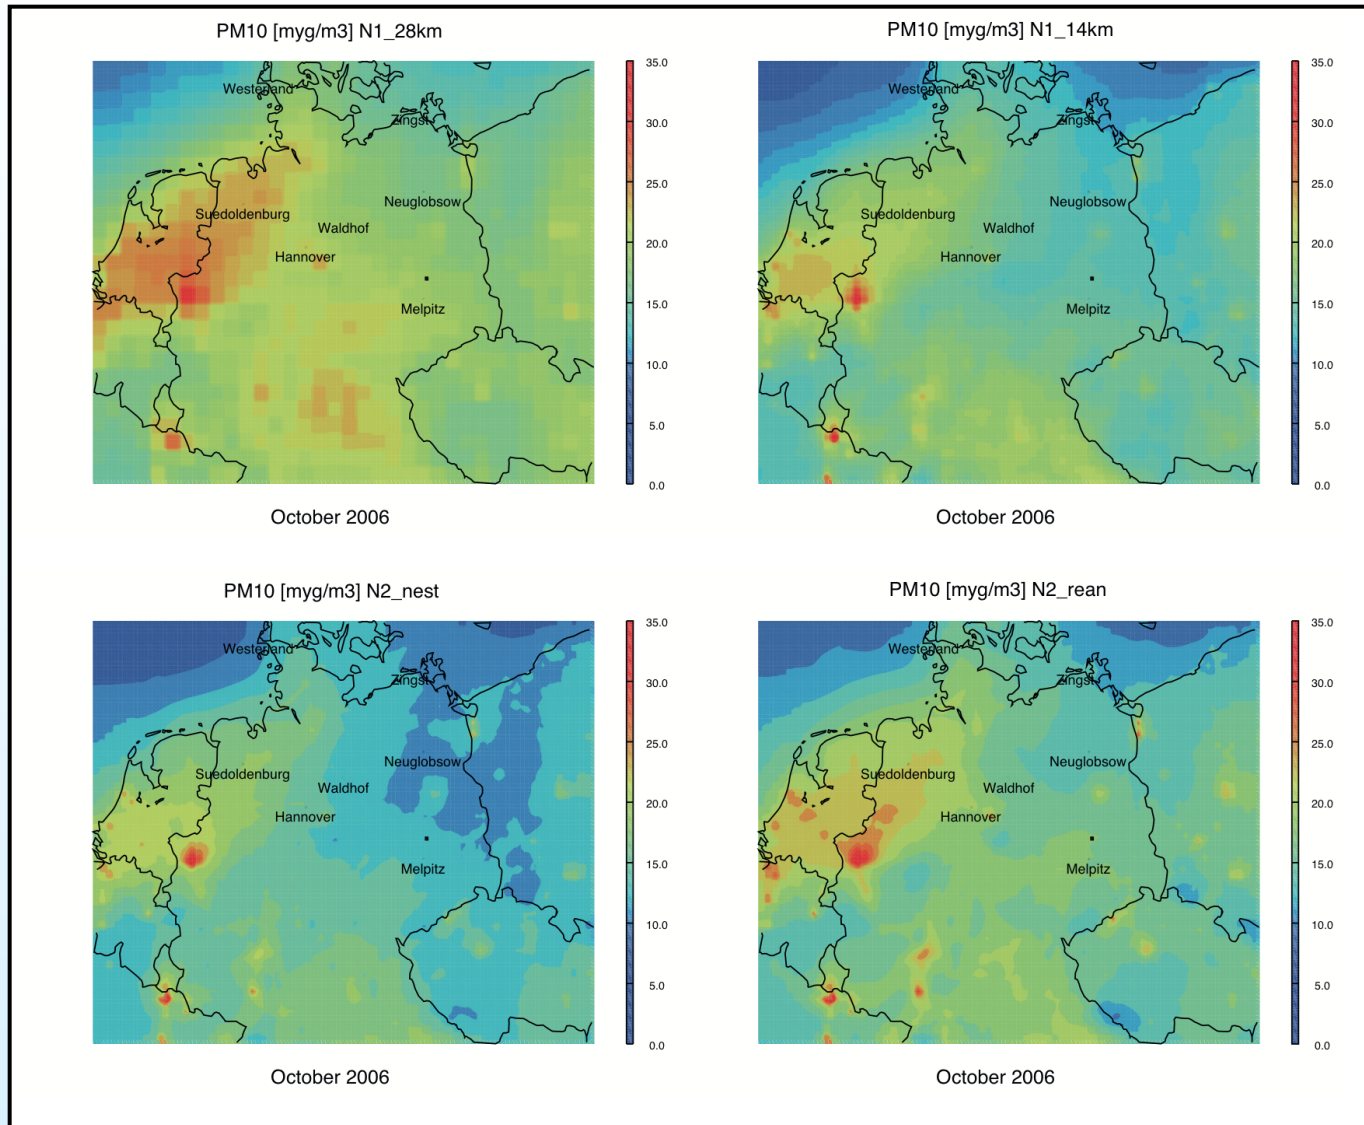 PM10 [myg/m3] N1_28km
Westerland
Zingst
Neuglobsow
Suedoldenburg
Waldhof
Hannover
Melpitz
35.0
30.0
25.0
20.0
15.0
10.0
5.0
0.0
October 2006
PM10 [myg/m3] N1_14km
Westerland
Zingst
Neuglobsow
Suedoldenburg
Waldhof
Hannover
Melpitz
35.0
30.0
25.0
20.0
15.0
10.0
5.0
0.0
October 2006
PM10 [myg/m3] N2_nest
Westerland
Zingst
Neuglobsow
Suedoldenburg
Waldhof
Hannover
Melpitz
35.0
30.0
25.0
20.0
15.0
10.0
5.0
0.0
October 2006
PM10 [myg/m3] N2_rean
Westerland
Zingst
Neuglobsow
Suedoldenburg
Waldhof
Hannover
Melpitz
35.0
30.0
25.0
20.0
15.0
10.0
5.0
0.0
October 2006